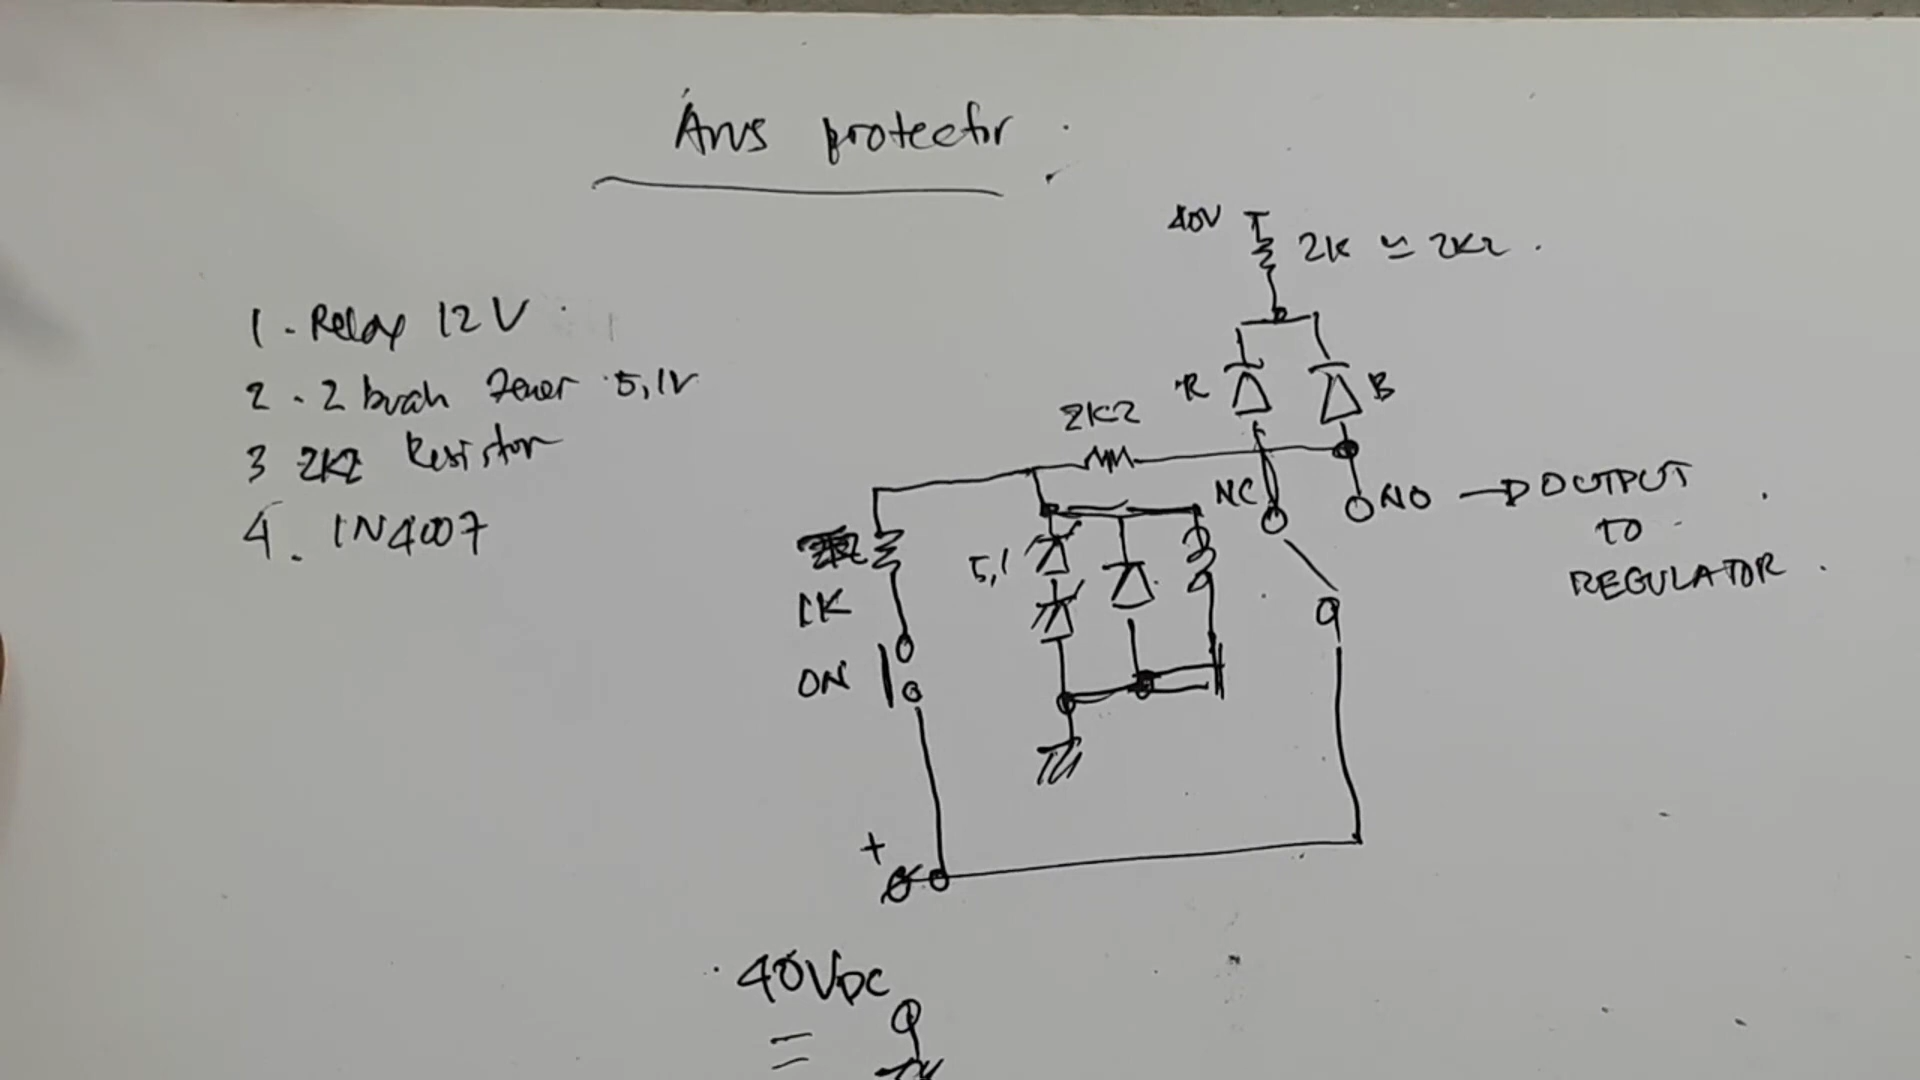 Arus protector
40V 2K ≈ 2K2
1 - Relay 12 V
2 . 2 buah Zener 5,1V
3 2K2 Resistor
4. 1N4007
R B
2K2
NC NO OUTPUT
TO
REGULATOR
5,1
1K
ON
+
40VDC
=